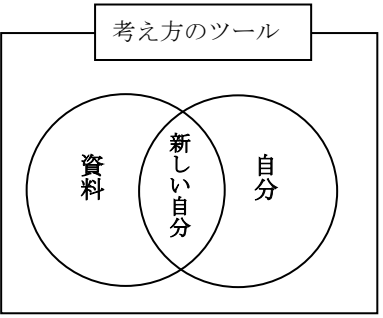 考え方のツール
資料
新しい自分
自分